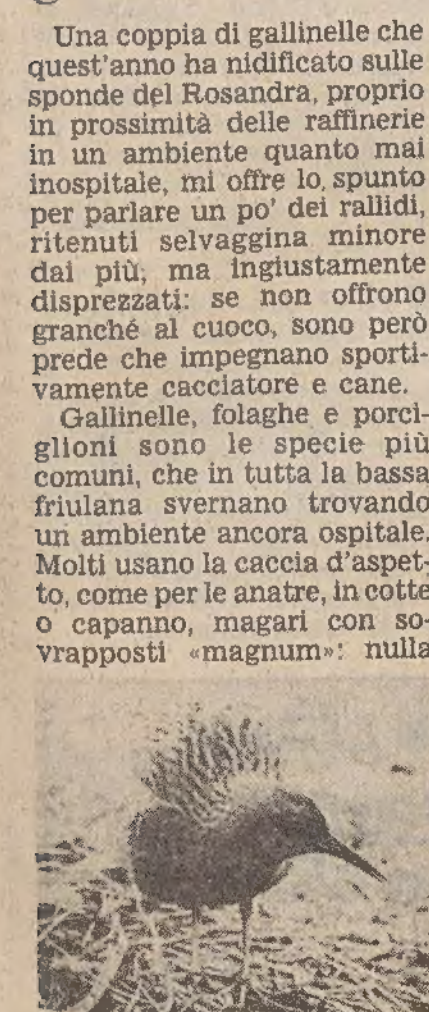 Una coppia di gallinelle che
quest'anno ha nidificato sulle
sponde del Rosandra, proprio
in prossimità delle raffinerie
in un ambiente quanto mai
inospitale, mi offre lo spunto
per parlare un po' dei rallidi,
ritenuti selvaggina minore
dai più, ma ingiustamente
disprezzati: se non offrono
granché al cuoco, sono però
prede che impegnano sporti-
vamente cacciatore e cane.
Gallinelle, folaghe e porci-
glioni sono le specie più
comuni, che in tutta la bassa
friulana svernano trovando
un ambiente ancora ospitale.
Molti usano la caccia d'aspet-
to, come per le anatre, in cotte
o capanno, magari con so-
vrapposti «magnum»: nulla